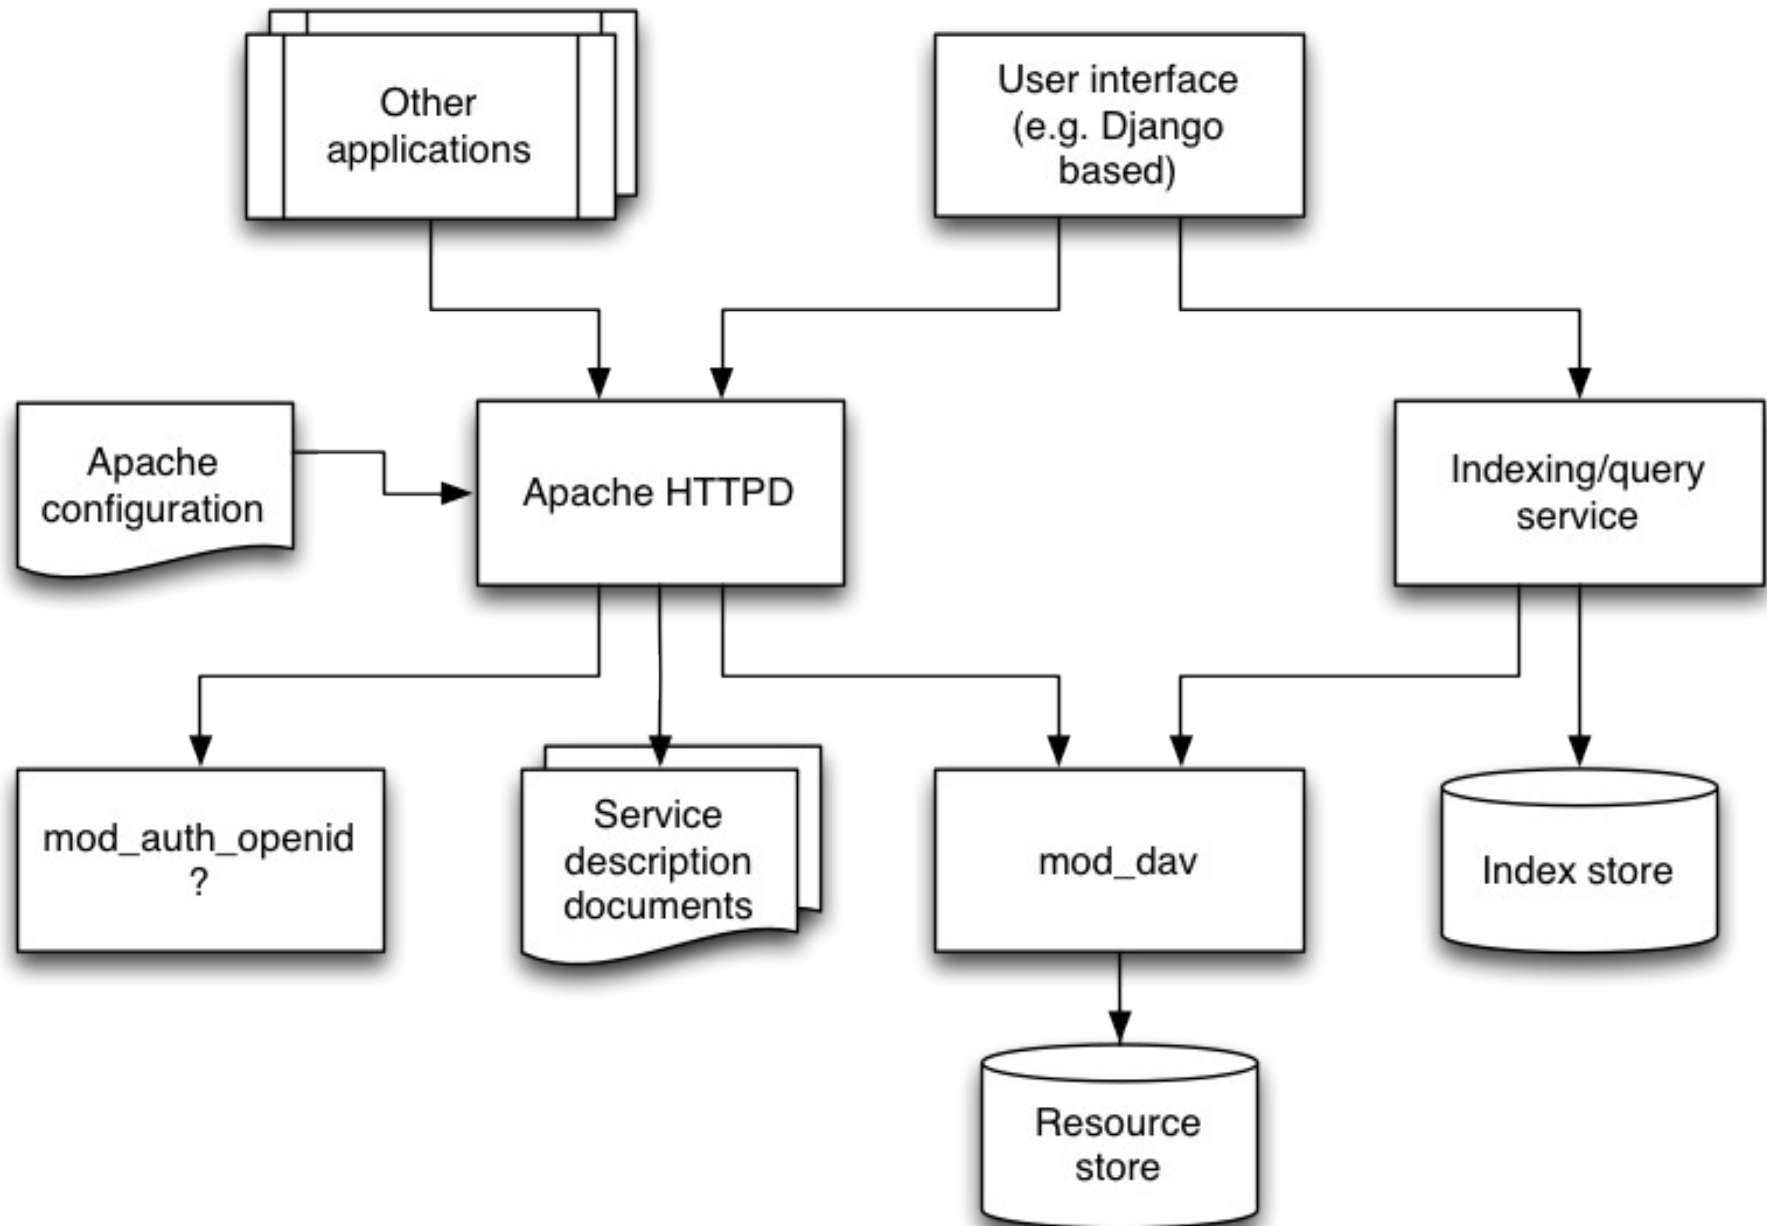 Other
applications
User interface
(e.g. Django
based)
Apache
configuration
Apache HTTPD
Indexing/query
service
mod_auth_openid
?
Service
description
documents
mod_dav
Index store
Resource
store